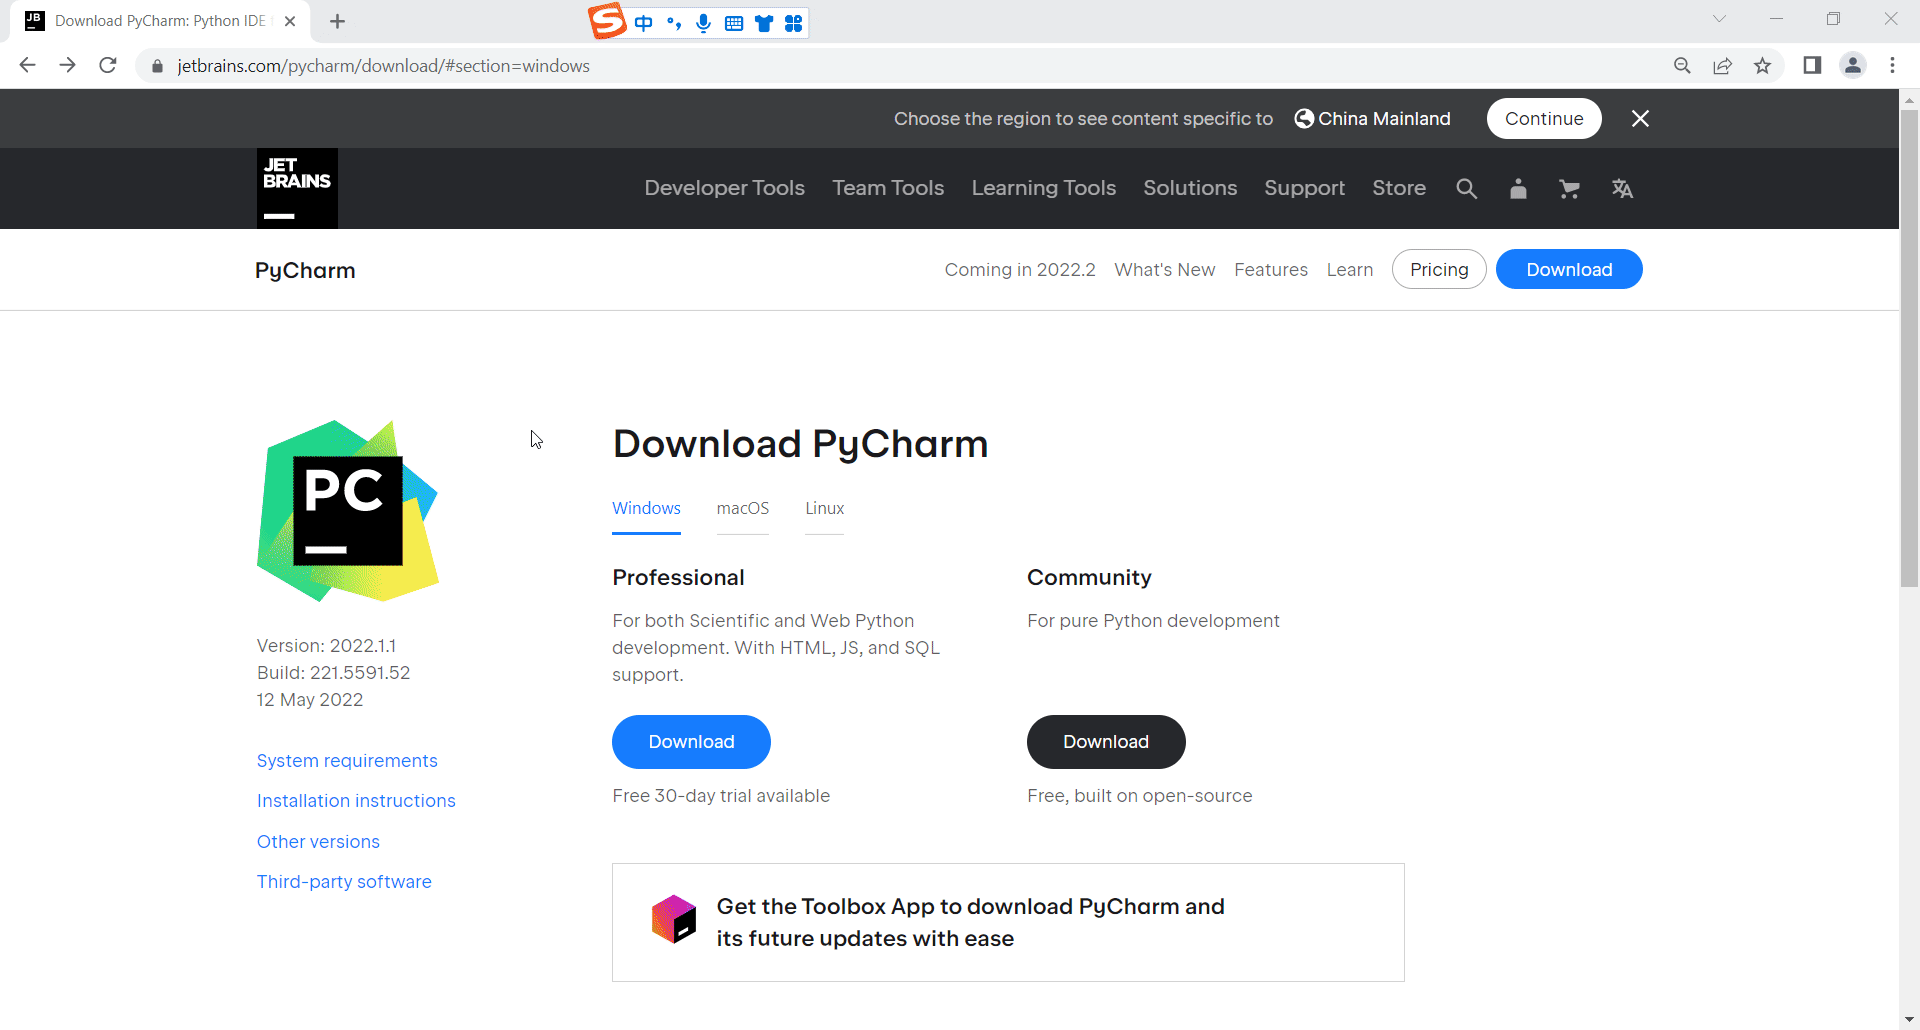 JB Download PyCharm: Python IDE
中
jetbrains.com/pycharm/download/#section=windows
Choose the region to see content specific to China Mainland Continue
JET
BRAINS
Developer Tools Team Tools Learning Tools Solutions Support Store
PyCharm
Coming in 2022.2 What's New Features Learn Pricing Download
PC
Version: 2022.1.1
Build: 221.5591.52
12 May 2022
System requirements
Installation instructions
Other versions
Third-party software
Download PyCharm
Windows macOS Linux
Professional
For both Scientific and Web Python
development. With HTML, JS, and SQL
support.
Download
Free 30-day trial available
Community
For pure Python development
Download
Free, built on open-source
Get the Toolbox App to download PyCharm and
its future updates with ease